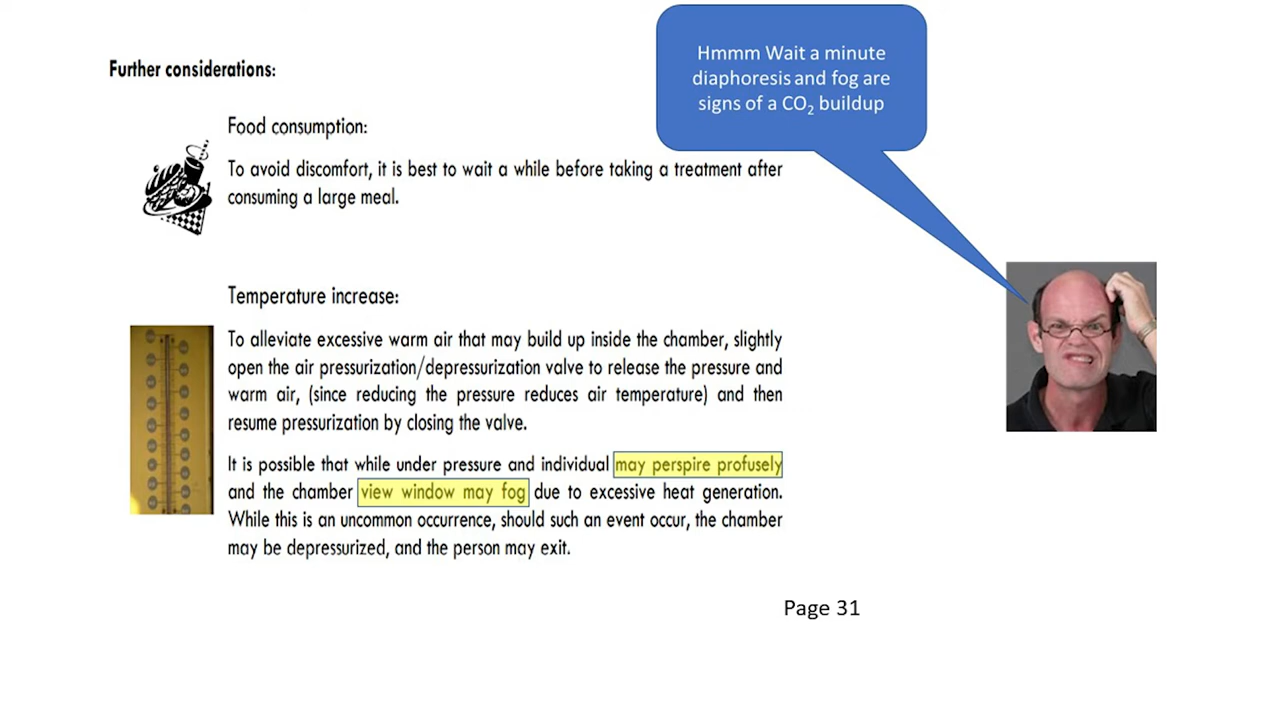 Hmmm Wait a minute
diaphoresis and fog are
signs of a CO₂ buildup
Further considerations:
Food consumption:
To avoid discomfort, it is best to wait a while before taking a treatment after
consuming a large meal.
Temperature increase:
To alleviate excessive warm air that may build up inside the chamber, slightly
open the air pressurization/depressurization valve to release the pressure and
warm air, (since reducing the pressure reduces air temperature) and then
resume pressurization by closing the valve.
It is possible that while under pressure and individual may perspire profusely
and the chamber view window may fog due to excessive heat generation.
While this is an uncommon occurrence, should such an event occur, the chamber
may be depressurized, and the person may exit.
Page 31